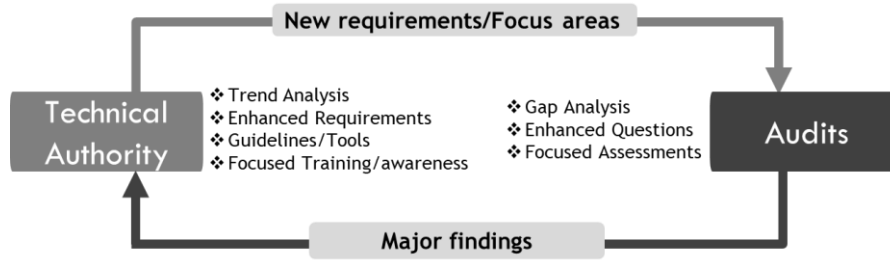 New requirements/Focus areas
Technical
Authority
❖ Trend Analysis
❖ Enhanced Requirements
❖ Guidelines/Tools
❖ Focused Training/awareness
❖ Gap Analysis
❖ Enhanced Questions
❖ Focused Assessments
Audits
Major findings